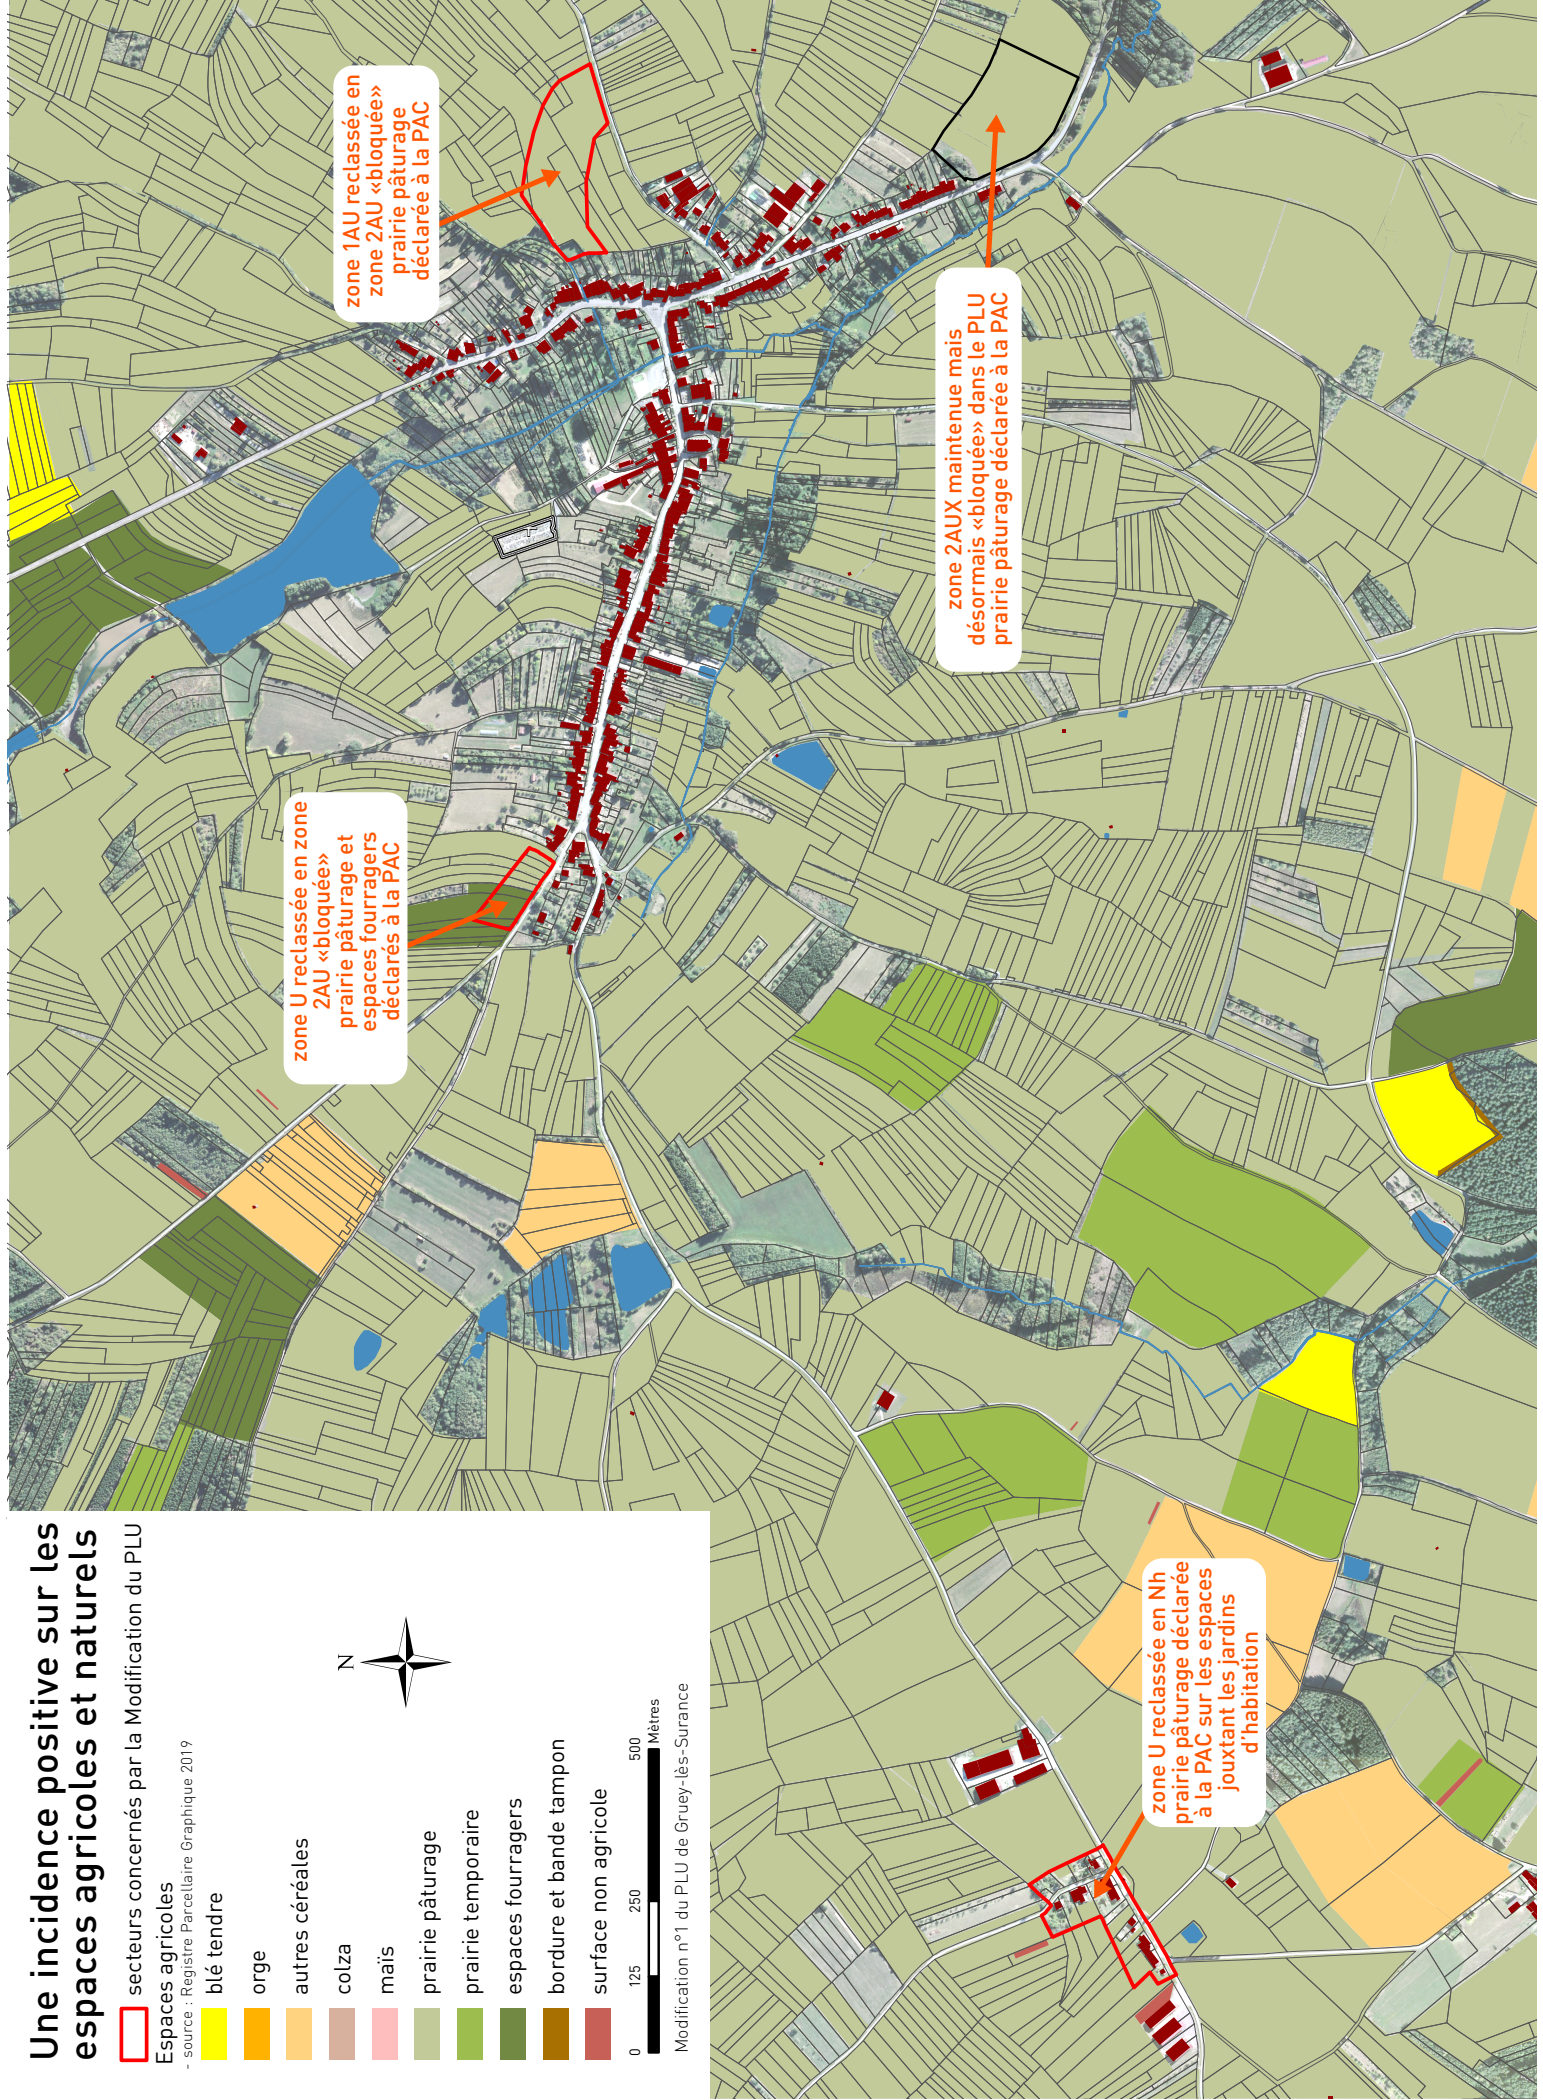 Une incidence positive sur les
espaces agricoles et naturels
secteurs concernés par la Modification du PLU
Espaces agricoles
- source : Registre Parcellaire Graphique 2019
blé tendre
orge
autres céréales
colza
maïs
prairie pâturage
prairie temporaire
espaces fourragers
bordure et bande tampon
surface non agricole
N
0 125 250 500
Mètres
Modification n°1 du PLU de Gruey-lès-Surance
zone U reclassée en zone
2AU «bloquée»
prairie pâturage et
espaces fourragers
déclarés à la PAC
zone 1AU reclassée en
zone 2AU «bloquée»
prairie pâturage
déclarée à la PAC
zone 2AUX maintenue mais
désormais «bloquée» dans le PLU
prairie pâturage déclarée à la PAC
zone U reclassée en Nh
prairie pâturage déclarée
à la PAC sur les espaces
jouxtant les jardins
d'habitation